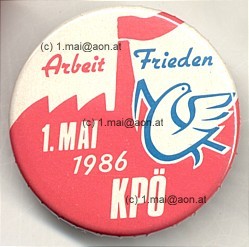 (c) 1.mai@aon.at
Arbeit Frieden
(c) 1.mai@aon.at
1. MAI
1986
KPÖ
(c) 1.mai@aon.at